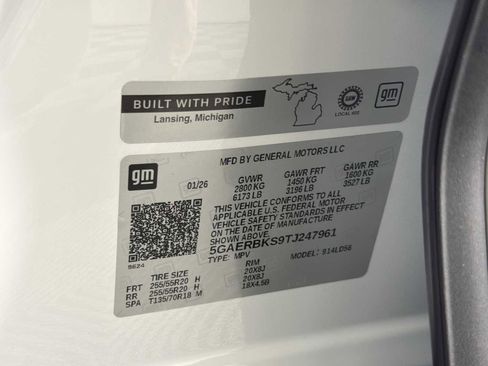 BUILT WITH PRIDE
Lansing, Michigan
UAW
LOCAL 602
gm
gm
01/26
MFD BY GENERAL MOTORS LLC
GVWR GAWR FRT GAWR RR
2800 KG 1450 KG 1600 KG
6173 LB 3196 LB 3527 LB
THIS VEHICLE CONFORMS TO ALL
APPLICABLE U.S. FEDERAL MOTOR
VEHICLE SAFETY STANDARDS IN
EFFECT ON THE DATE OF MANUFACTURE
SHOWN ABOVE.
5GAERBKS9TJ247961
TYPE: MPV MODEL: 914LD56
TIRE SIZE RIM
FRT 255/55R20 H 20X8J
RR 255/55R20 H 20X8J
SPA T135/70R18 M 18X4.5B